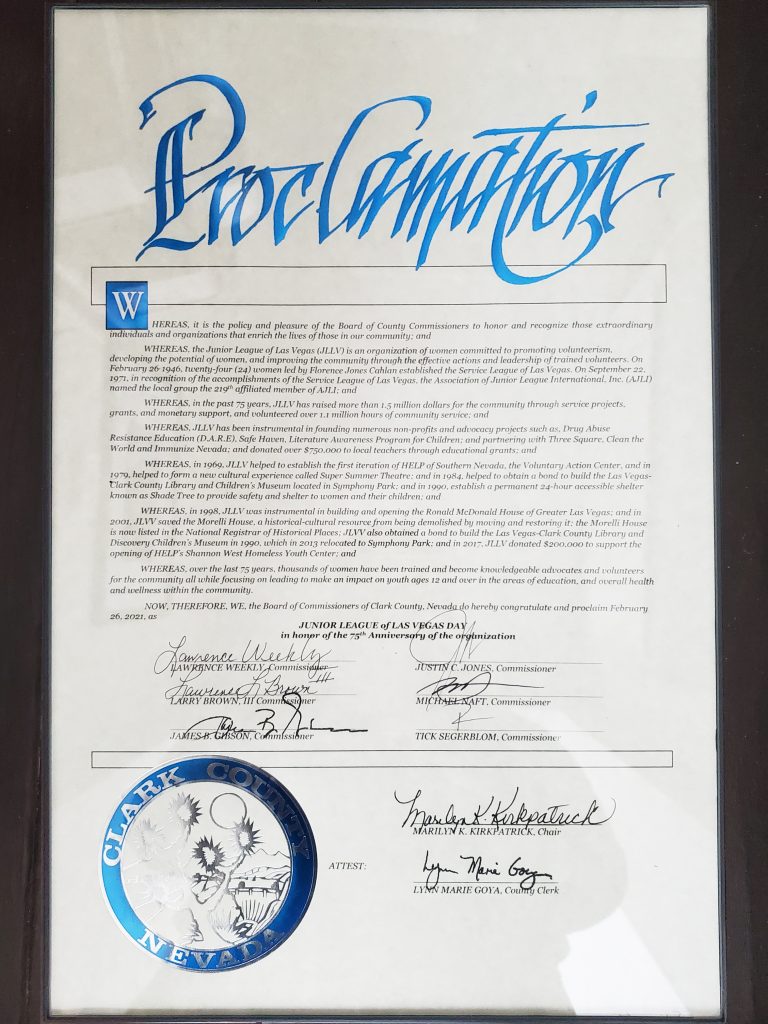 Proclamation
WHEREAS, it is the policy and pleasure of the Board of County Commissioners to honor and recognize those extraordinary
individuals and organizations that enrich the lives of those in our community; and
WHEREAS, the Junior League of Las Vegas (JLLV) is an organization of women committed to promoting volunteerism,
developing the potential of women, and improving the community through the effective actions and leadership of trained volunteers. On
February 26 1946, twenty-four (24) women led by Florence Jones Cahlan established the Service League of Las Vegas. On September 22,
1971, in recognition of the accomplishments of the Service League of Las Vegas, the Association of Junior League International, Inc. (AJLI)
named the local group the 219th affiliated member of AJLI; and
WHEREAS, in the past 75 years, JLLV has raised more than 1.5 million dollars for the community through service projects,
grants, and monetary support, and volunteered over 1.1 million hours of community service; and
WHEREAS, JLLV has been instrumental in founding numerous non-profits and advocacy projects such as, Drug Abuse
Resistance Education (D.A.R.E), Safe Haven, Literature Awareness Program for Children; and partnering with Three Square, Clean the
World and Immunize Nevada; and donated over $750,000 to local teachers through educational grants; and
WHEREAS, in 1969, JLLV helped to establish the first iteration of HELP of Southern Nevada, the Voluntary Action Center, and in
1979, helped to form a new cultural experience called Super Summer Theatre; and in 1984, helped to obtain a bond to build the Las Vegas-
Clark County Library and Children's Museum located in Symphony Park; and in 1990, establish a permanent 24-hour accessible shelter
known as Shade Tree to provide safety and shelter to women and their children; and
WHEREAS, in 1998, JLLV was instrumental in building and opening the Ronald McDonald House of Greater Las Vegas; and in
2001, JLVV saved the Morelli House, a historical-cultural resource from being demolished by moving and restoring it; the Morelli House
is now listed in the National Registrar of Historical Places; JLVV also obtained a bond to build the Las Vegas-Clark County Library and
Discovery Children's Museum in 1990, which in 2013 relocated to Symphony Park; and in 2017, JLLV donated $200,000 to support the
opening of HELP's Shannon West Homeless Youth Center; and
WHEREAS, over the last 75 years, thousands of women have been trained and become knowledgeable advocates and volunteers
for the community all while focusing on leading to make an impact on youth ages 12 and over in the areas of education, and overall health
and wellness within the community.
NOW, THEREFORE, WE, the Board of Commissioners of Clark County, Nevada do hereby congratulate and proclaim February
26, 2021, as
JUNIOR LEAGUE of LAS VEGAS DAY
in honor of the 75th Anniversary of the organization
Lawrence Weekly
LAWRENCE WEEKLY, Commissioner
JUSTIN C. JONES, Commissioner
Lawrence L Brown III
LARRY BROWN, III Commissioner
MICHAEL NAFT, Commissioner
JAMES B. GIBSON, Commissioner
TICK SEGERBLOM, Commissioner
Marilyn K. Kirkpatrick
MARILYN K. KIRKPATRICK, Chair
ATTEST:
Lynn Marie Goya
LYNN MARIE GOYA, County Clerk
CLARK COUNTY
NEVADA